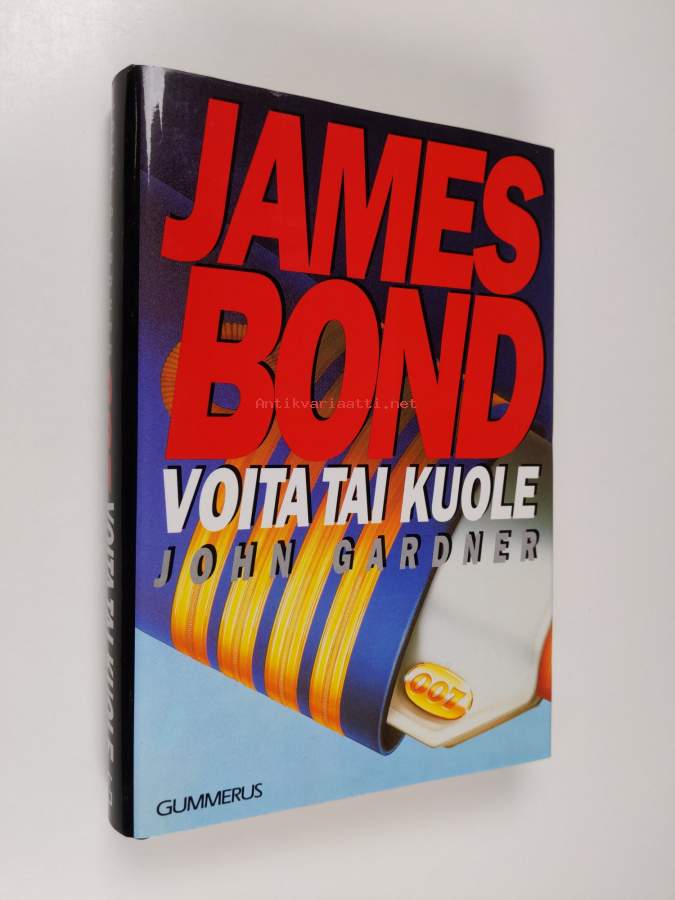 JAMES
BOND
Antikvariaatti.net
VOITA TAI KUOLE
JOHN GARDNER
007
GUMMERUS
VOITA TAI KUOLE